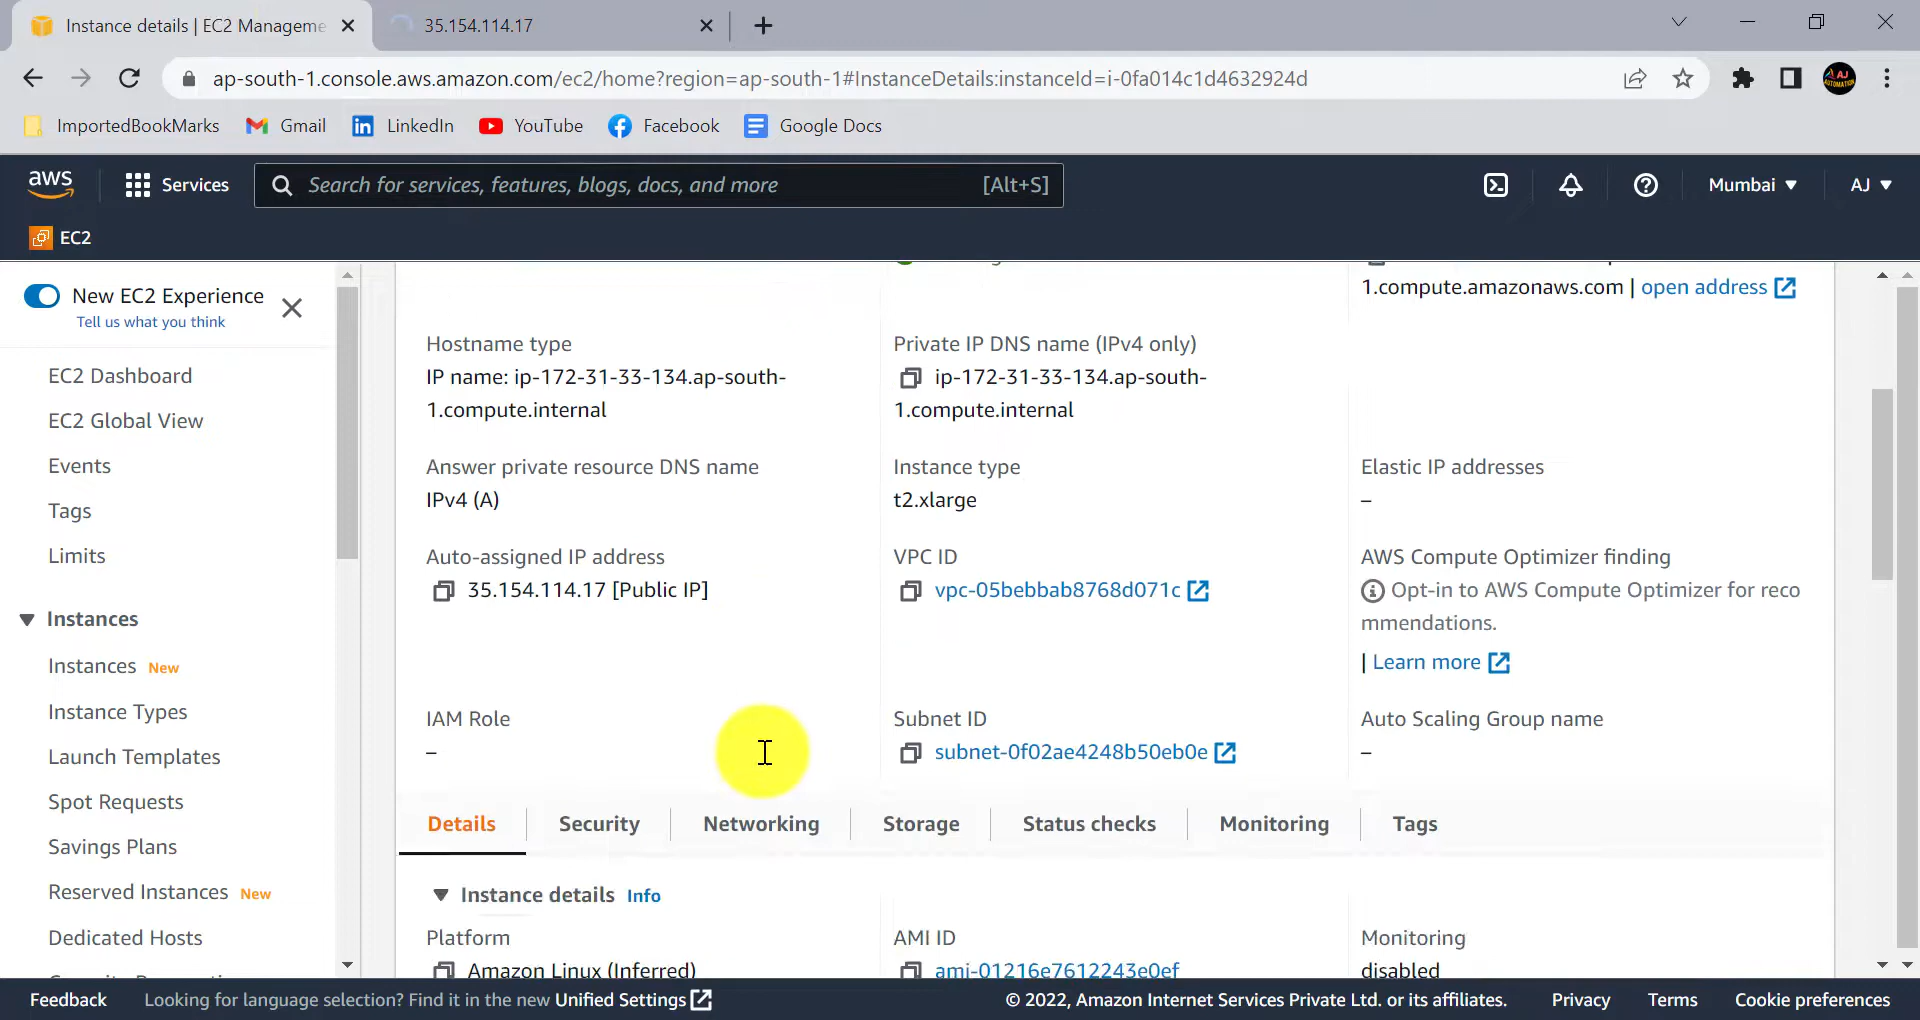 Instance details | EC2 Manageme
35.154.114.17
ap-south-1.console.aws.amazon.com/ec2/home?region=ap-south-1#InstanceDetails:instanceId=i-0fa014c1d4632924d
ImportedBookMarks
Gmail
LinkedIn
YouTube
Facebook
Google Docs
aws
Services
Search for services, features, blogs, docs, and more
[Alt+S]
Mumbai
AJ
EC2
New EC2 Experience
Tell us what you think
EC2 Dashboard
EC2 Global View
Events
Tags
Limits
Instances
Instances New
Instance Types
Launch Templates
Spot Requests
Savings Plans
Reserved Instances New
Dedicated Hosts
1.compute.amazonaws.com | open address
Hostname type
IP name: ip-172-31-33-134.ap-south-
1.compute.internal
Private IP DNS name (IPv4 only)
ip-172-31-33-134.ap-south-
1.compute.internal
Answer private resource DNS name
IPv4 (A)
Instance type
t2.xlarge
Elastic IP addresses
–
Auto-assigned IP address
35.154.114.17 [Public IP]
VPC ID
vpc-05bebbab8768d071c
AWS Compute Optimizer finding
Opt-in to AWS Compute Optimizer for reco
mmendations.
| Learn more
IAM Role
–
Subnet ID
subnet-0f02ae4248b50eb0e
Auto Scaling Group name
–
Details
Security
Networking
Storage
Status checks
Monitoring
Tags
Instance details Info
Platform
Amazon Linux (Inferred)
AMI ID
ami-01216e7612243e0ef
Monitoring
disabled
Feedback
Looking for language selection? Find it in the new Unified Settings
© 2022, Amazon Internet Services Private Ltd. or its affiliates.
Privacy
Terms
Cookie preferences